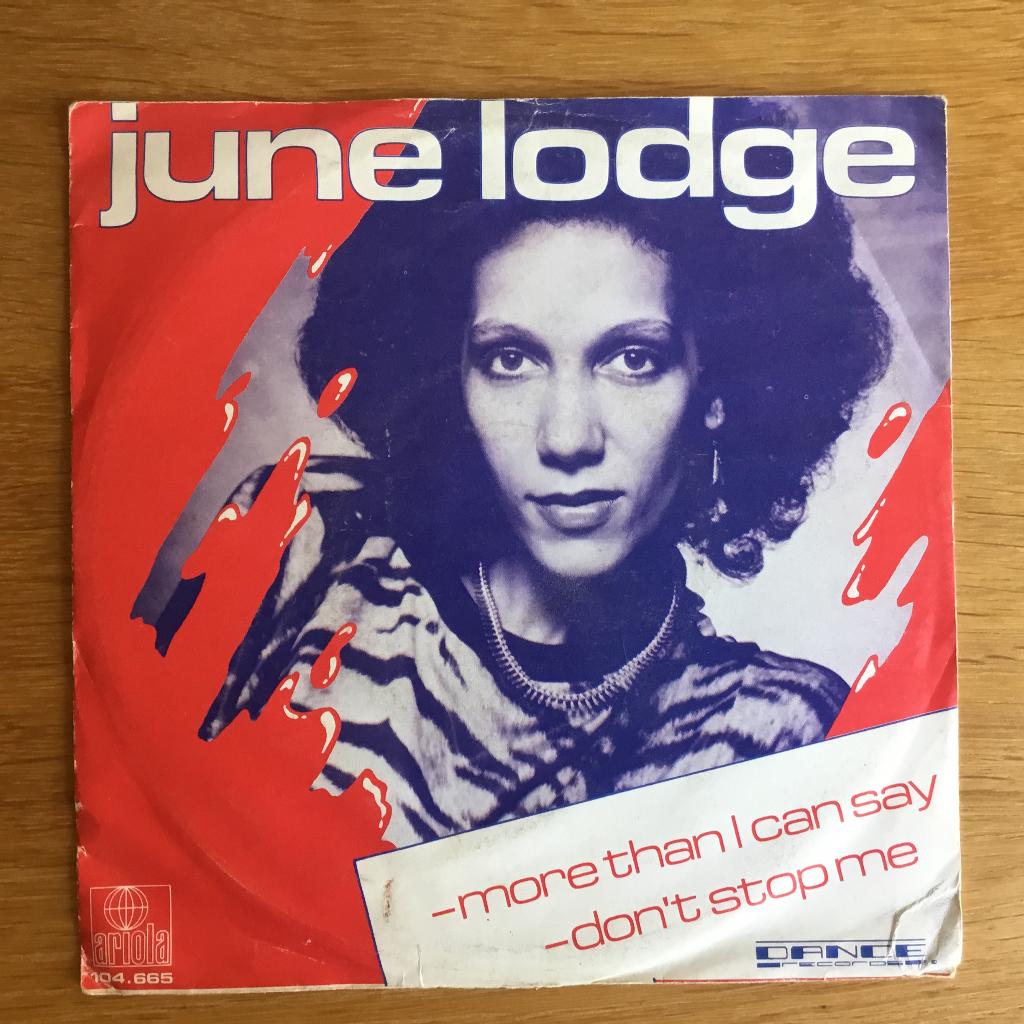 june lodge
-more than I can say
-don't stop me
ariola
104.665
DANCE
records